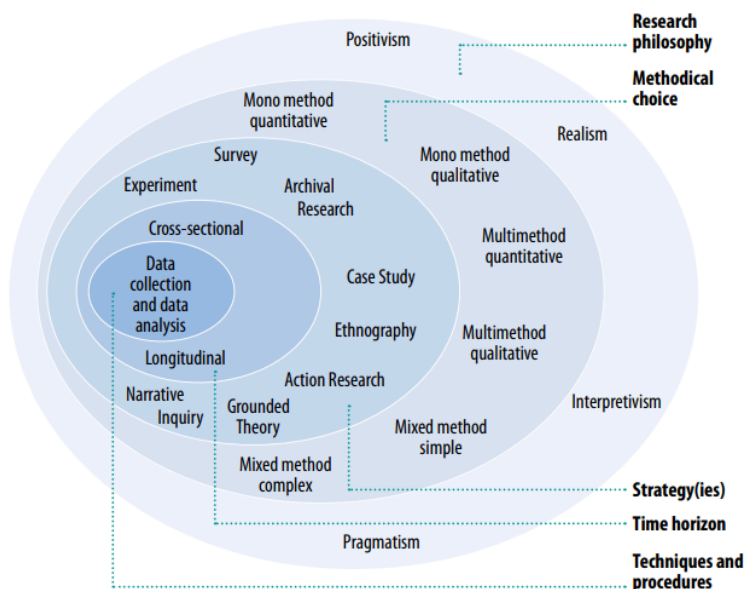 Positivism
Research
philosophy
Methodical
choice
Mono method
quantitative
Realism
Survey
Mono method
qualitative
Experiment
Archival
Research
Cross-sectional
Multimethod
quantitative
Data
collection
and data
analysis
Case Study
Ethnography
Multimethod
qualitative
Longitudinal
Action Research
Narrative
Inquiry
Grounded
Theory
Interpretivism
Mixed method
simple
Mixed method
complex
Strategy(ies)
Time horizon
Pragmatism
Techniques and
procedures